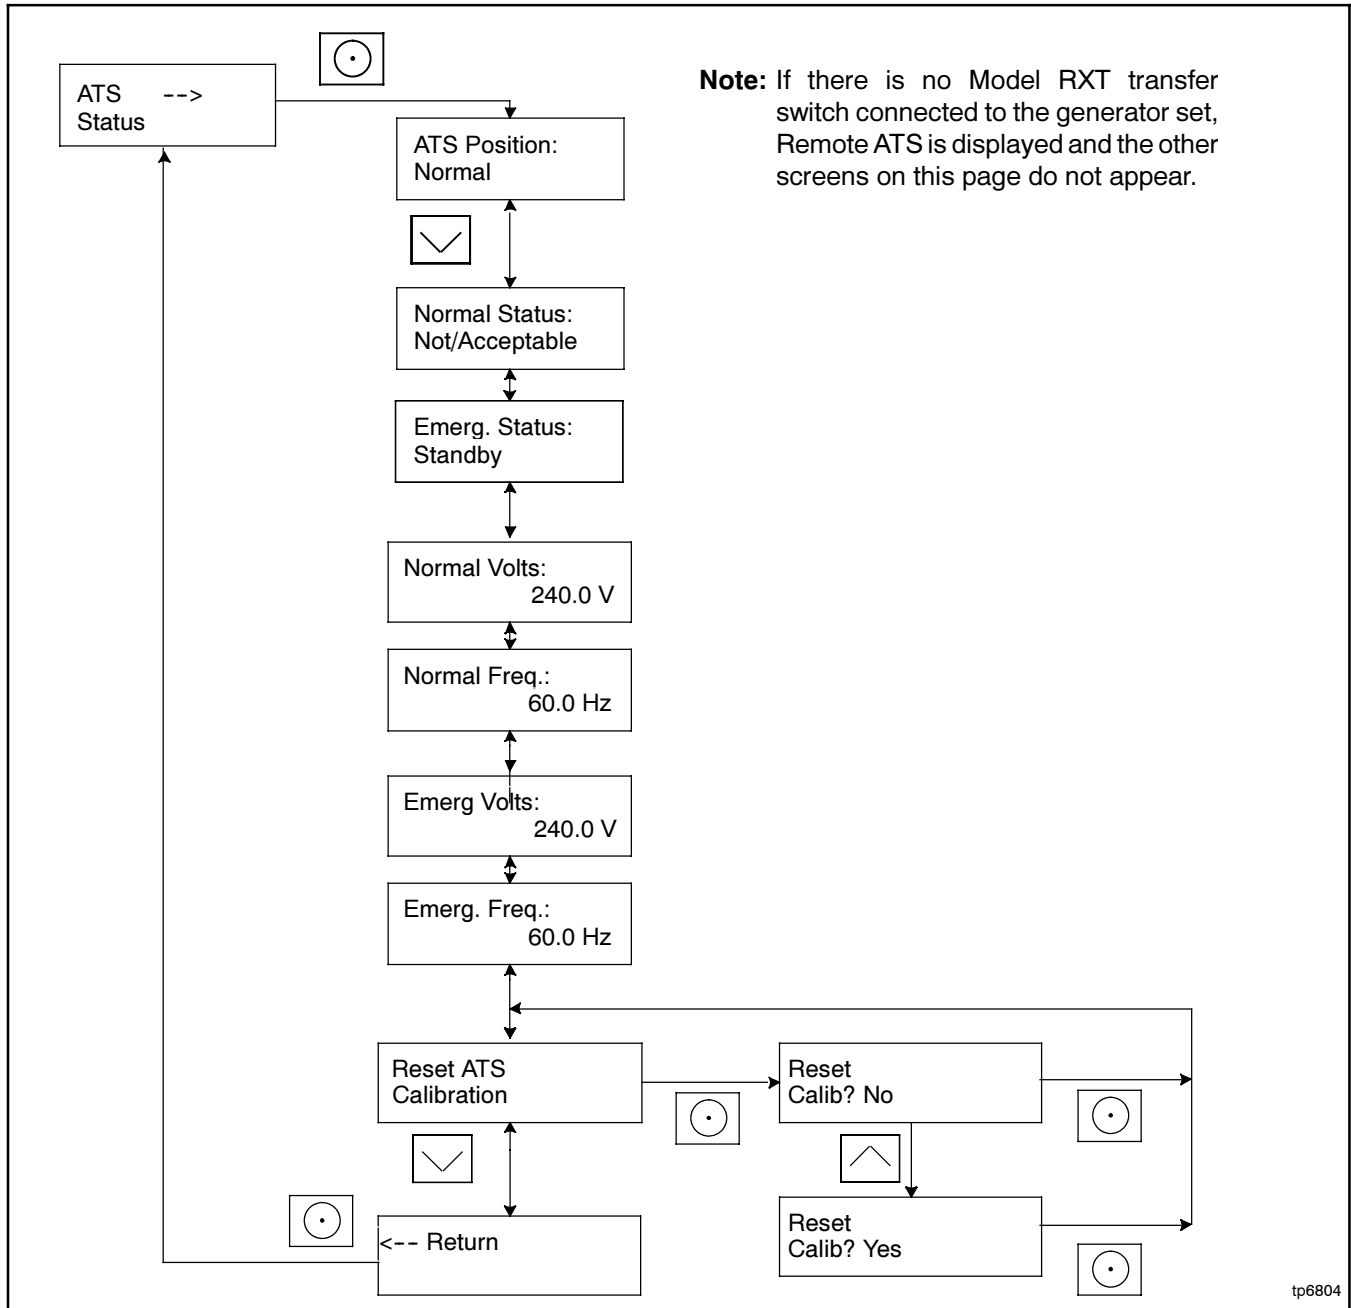 ATS -->
Status
Note: If there is no Model RXT transfer
switch connected to the generator set,
Remote ATS is displayed and the other
screens on this page do not appear.
ATS Position:
Normal
Normal Status:
Not/Acceptable
Emerg. Status:
Standby
Normal Volts:
240.0 V
Normal Freq.:
60.0 Hz
Emerg Volts:
240.0 V
Emerg. Freq.:
60.0 Hz
Reset ATS
Calibration
Reset
Calib? No
<-- Return
Reset
Calib? Yes
tp6804